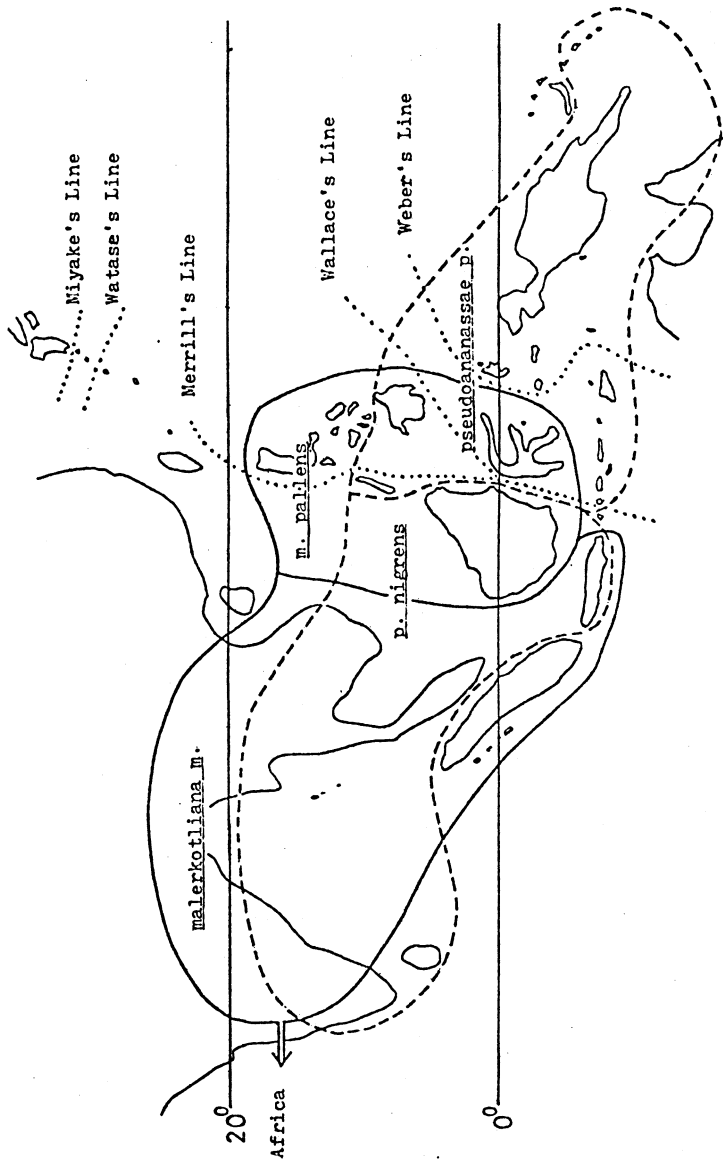 Miyake's Line
Watase's Line
Merrill's Line
Wallace's Line
Weber's Line
m. pallens
pseudoananassae p.
p. nigrens
malerkotliana m.
20°
Africa
0°